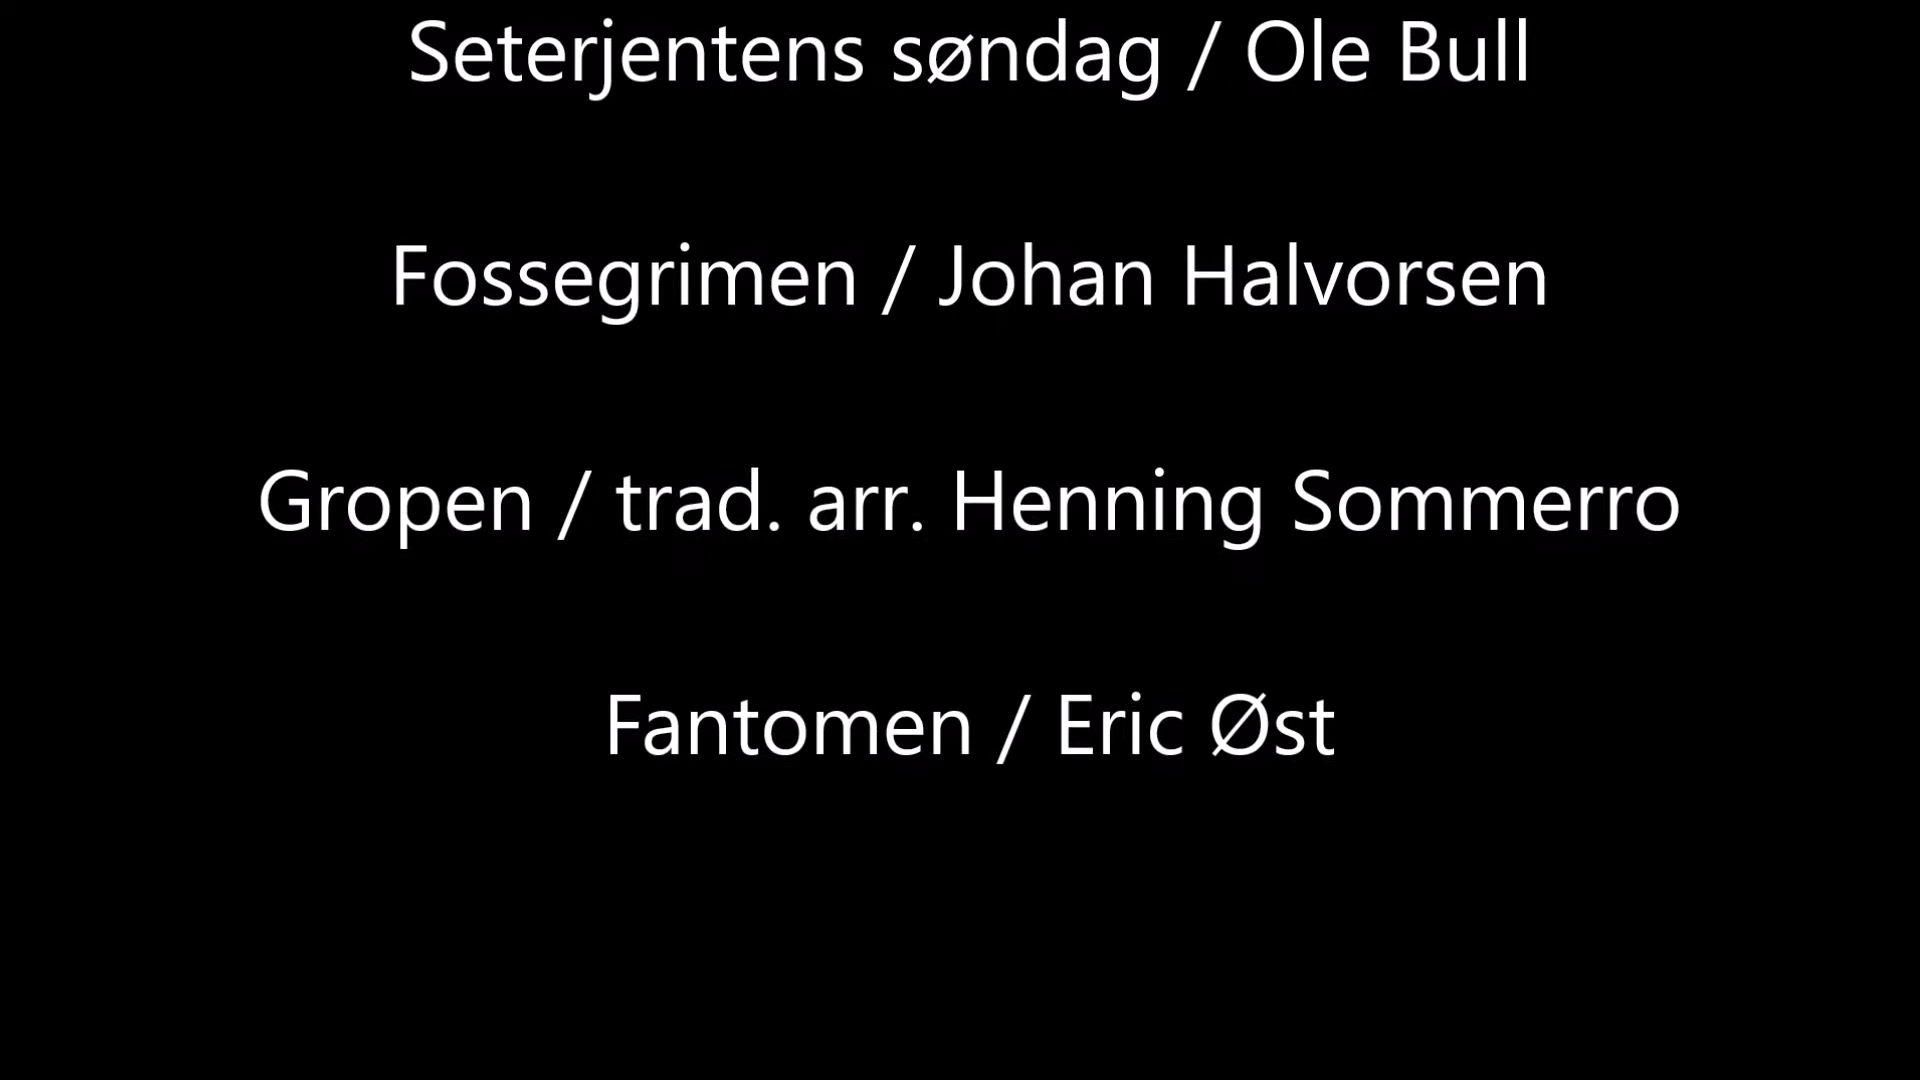 Seterjentens søndag / Ole Bull
Fossegrimen / Johan Halvorsen
Gropen / trad. arr. Henning Sommerro
Fantomen / Eric Øst